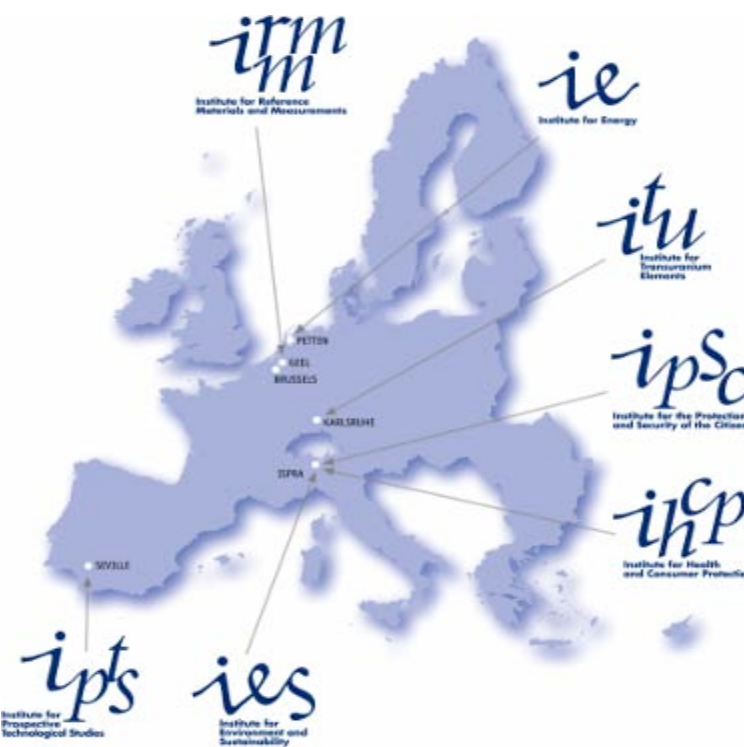 irmm
Institute for Reference
Materials and Measurements
ie
Institute for Energy
itu
Institute for
Transuranium
Elements
ipsc
Institute for the Protection
and Security of the Citizen
ihcp
Institute for Health
and Consumer Protection
PETTEN
GEEL
BRUSSELS
KARLSRUHE
ISPRA
SEVILLE
ipts
Institute for
Prospective
Technological Studies
ies
Institute for
Environment and
Sustainability